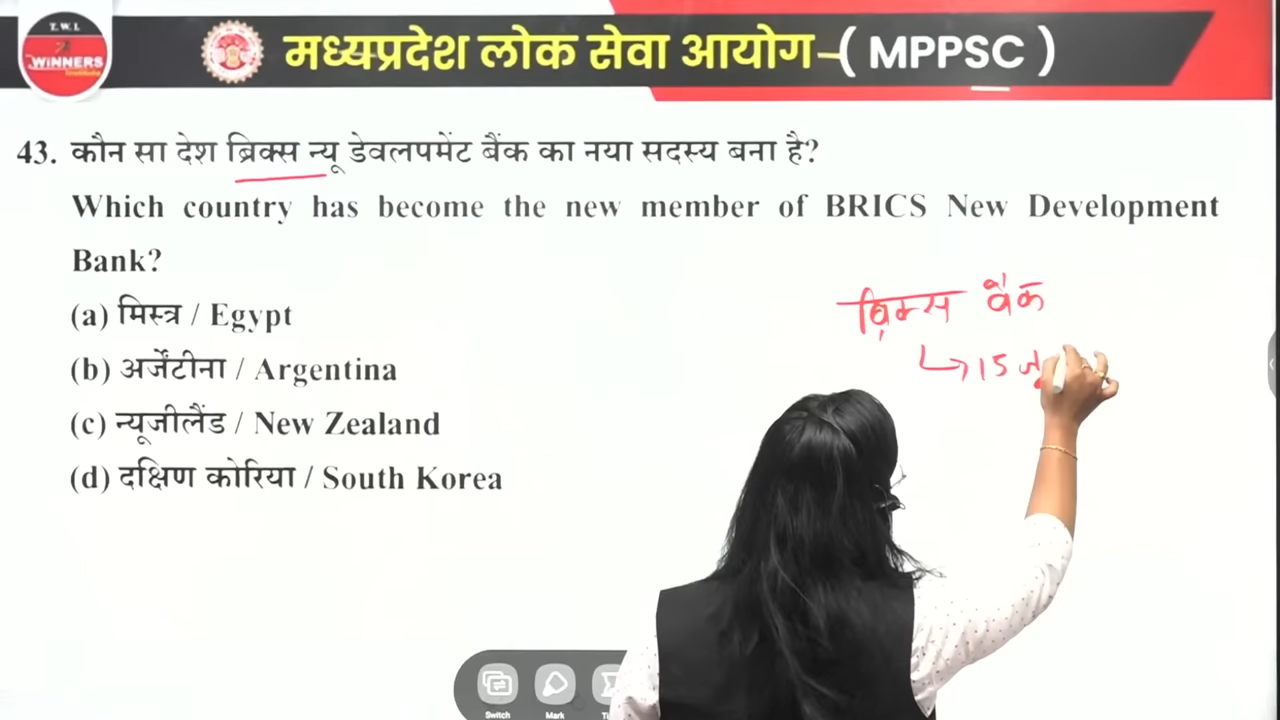 T.W.I.
WINNERS
institute
मध्यप्रदेश लोक सेवा आयोग–( MPPSC )
43. कौन सा देश ब्रिक्स न्यू डेवलपमेंट बैंक का नया सदस्य बना है?
Which country has become the new member of BRICS New Development
Bank?
(a) मिस्त्र / Egypt
(b) अर्जेंटीना / Argentina
(c) न्यूजीलैंड / New Zealand
(d) दक्षिण कोरिया / South Korea
ब्रिक्स बैंक
15
Switch
Mark